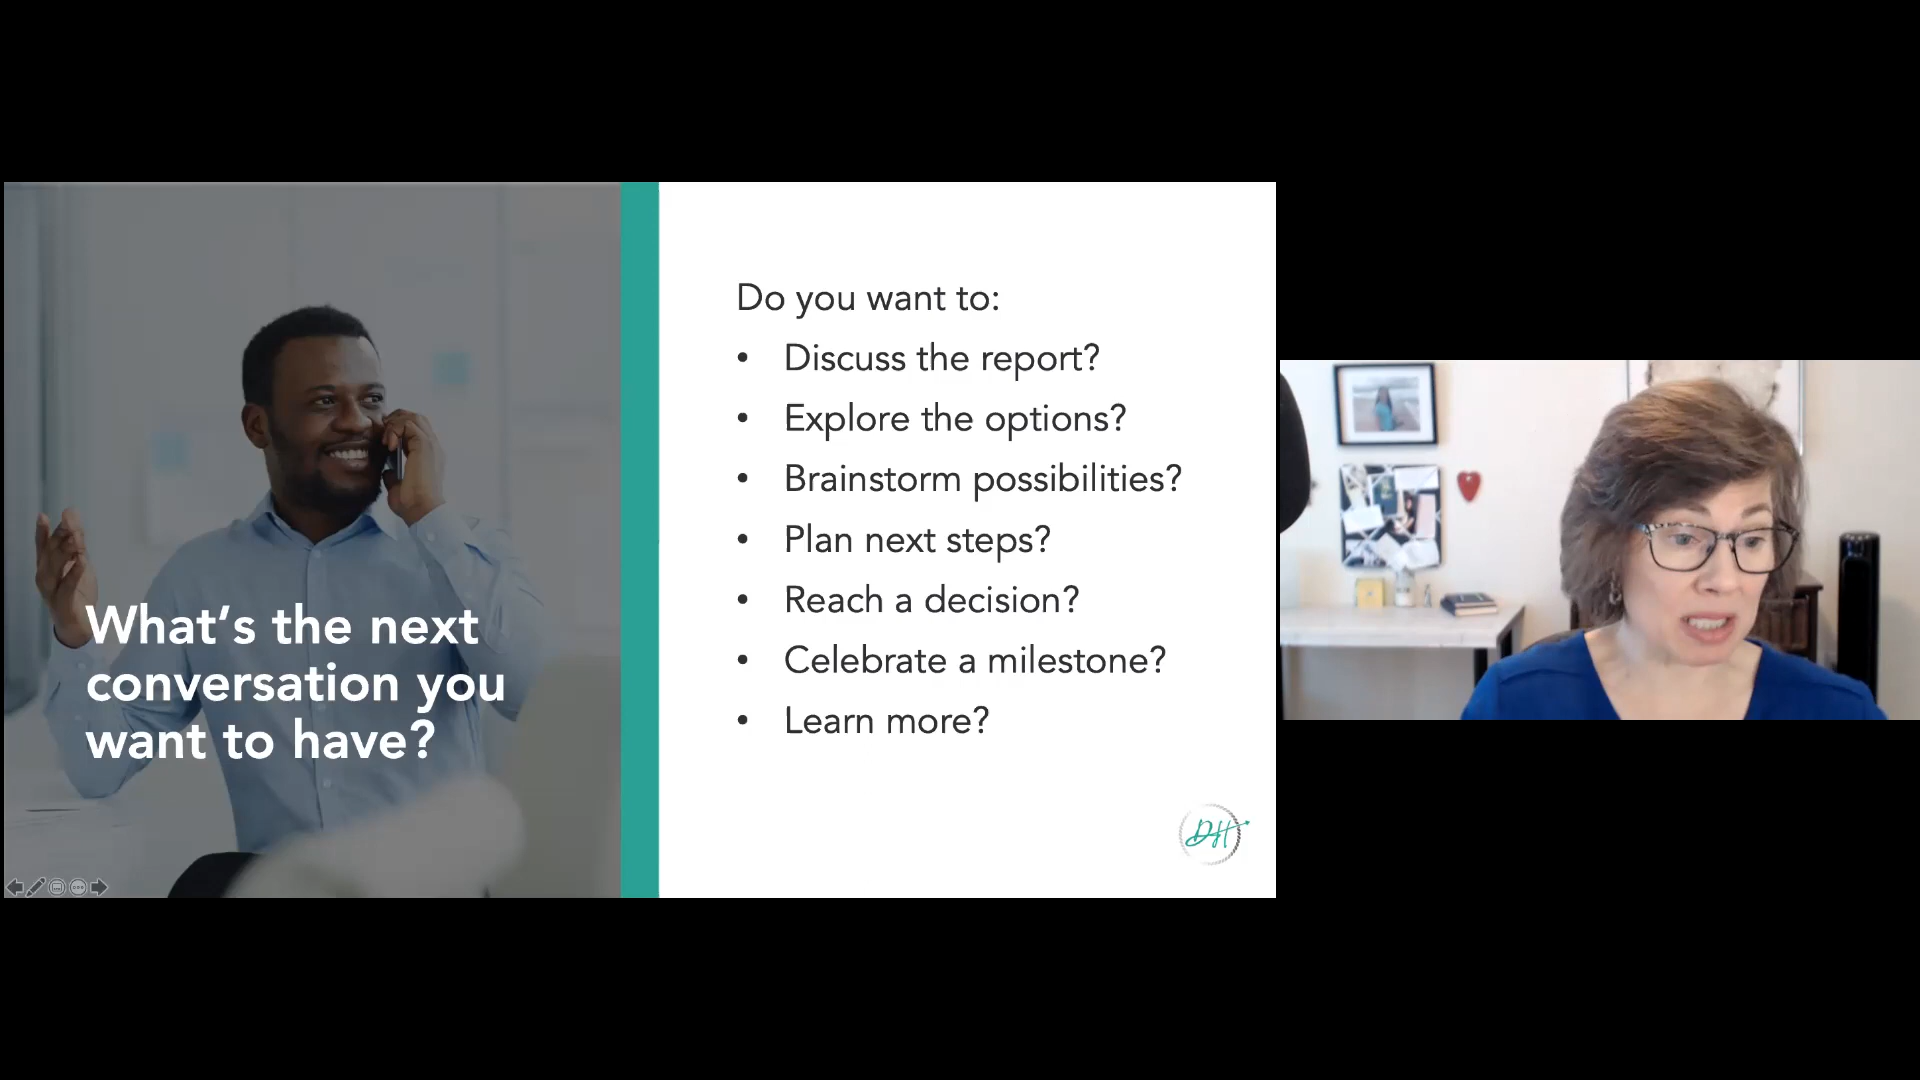 What's the next
conversation you
want to have?
Do you want to:
• Discuss the report?
• Explore the options?
• Brainstorm possibilities?
• Plan next steps?
• Reach a decision?
• Celebrate a milestone?
• Learn more?
DH